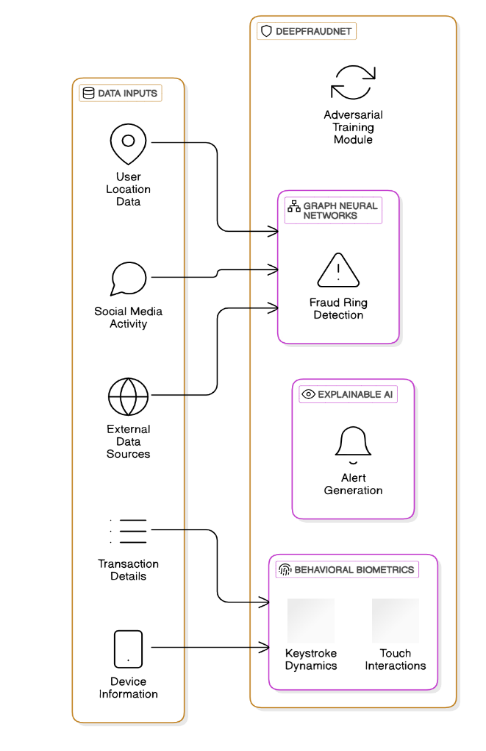 DATA INPUTS
User
Location
Data
Social Media
Activity
External
Data
Sources
Transaction
Details
Device
Information
DEEPFRAUDNET
Adversarial
Training
Module
GRAPH NEURAL
NETWORKS
Fraud Ring
Detection
EXPLAINABLE AI
Alert
Generation
BEHAVIORAL BIOMETRICS
Keystroke
Dynamics
Touch
Interactions